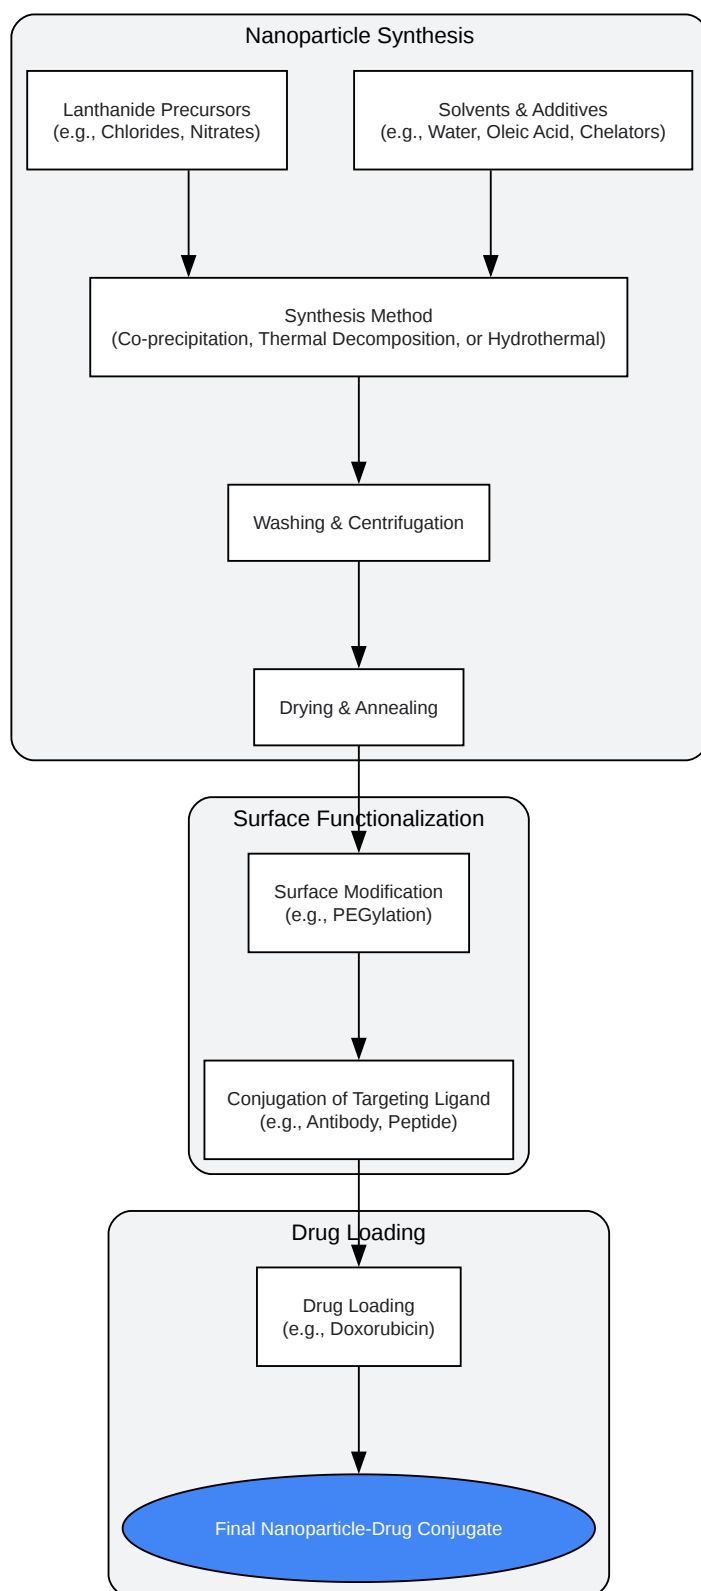 Nanoparticle Synthesis
Lanthanide Precursors
(e.g., Chlorides, Nitrates)
Solvents & Additives
(e.g., Water, Oleic Acid, Chelators)
Synthesis Method
(Co-precipitation, Thermal Decomposition, or Hydrothermal)
Washing & Centrifugation
Drying & Annealing
Surface Functionalization
Surface Modification
(e.g., PEGylation)
Conjugation of Targeting Ligand
(e.g., Antibody, Peptide)
Drug Loading
Drug Loading
(e.g., Doxorubicin)
Final Nanoparticle-Drug Conjugate